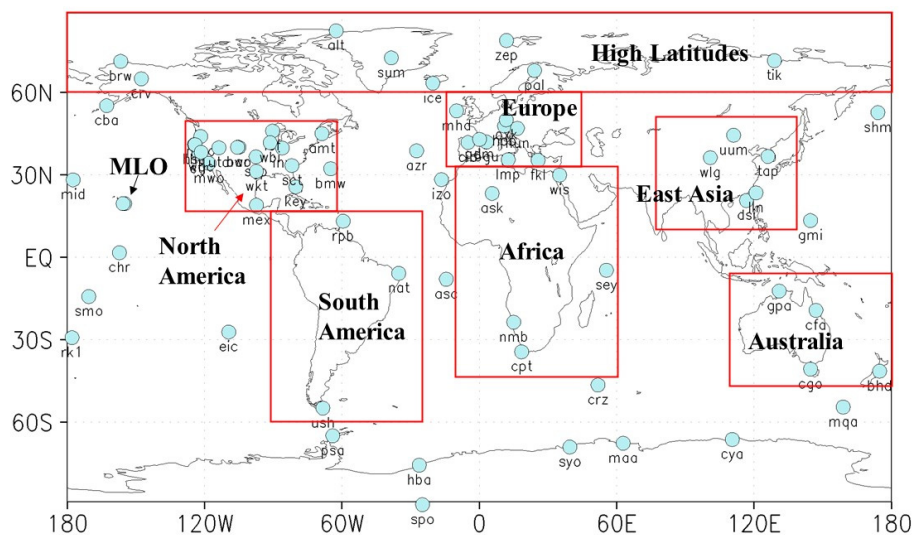 alt
zep
High Latitudes
brw
sum
pal
tik
crv
ice
60N
cba
mhd
Europe
shm
amt
uum
MLO
azr
wlg
tap
mid
mwo
wkt
sct
key
bmw
izo
lmp
fkl
wis
East Asia
30N
ask
dsi
lln
mex
rpb
gmi
North
America
Africa
EQ
chr
nat
asc
sey
smo
South
America
gpa
cfa
Australia
30S
rk1
eic
nmb
cpt
cgo
bhd
crz
60S
ush
mqa
psa
syo
maa
cya
hba
spo
180
120W
60W
0
60E
120E
180